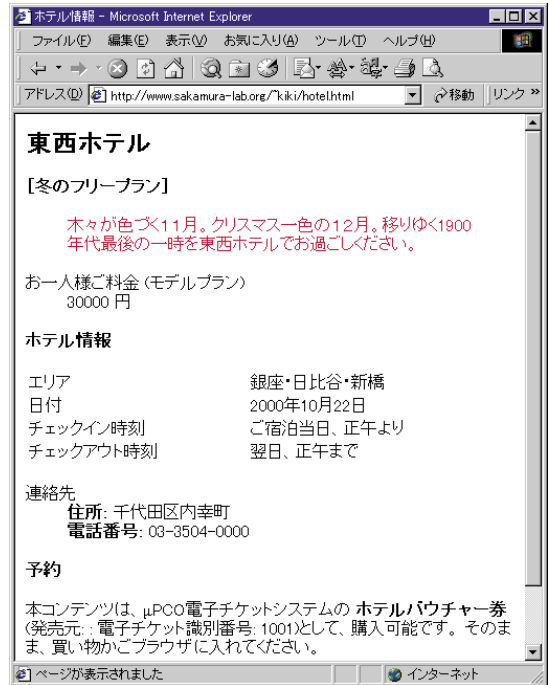 ホテル情報 - Microsoft Internet Explorer
ファイル(F) 編集(E) 表示(V) お気に入り(A) ツール(T) ヘルプ(H)
アドレス(D) http://www.sakamura-lab.org/~kiki/hotel.html 移動 リンク »
東西ホテル
[冬のフリープラン]
木々が色づく11月。クリスマス一色の12月。移りゆく1900
年代最後の一時を東西ホテルでお過ごしください。
お一人様ご料金 (モデルプラン)
30000 円
ホテル情報
エリア 銀座・日比谷・新橋
日付 2000年10月22日
チェックイン時刻 ご宿泊当日、正午より
チェックアウト時刻 翌日、正午まで
連絡先
住所: 千代田区内幸町
電話番号: 03-3504-0000
予約
本コンテンツは、μPCO電子チケットシステムの ホテルバウチャー券
(発売元: : 電子チケット識別番号: 1001)として、購入可能です。そのま
ま、買い物かごブラウザに入れてください。
ページが表示されました インターネット